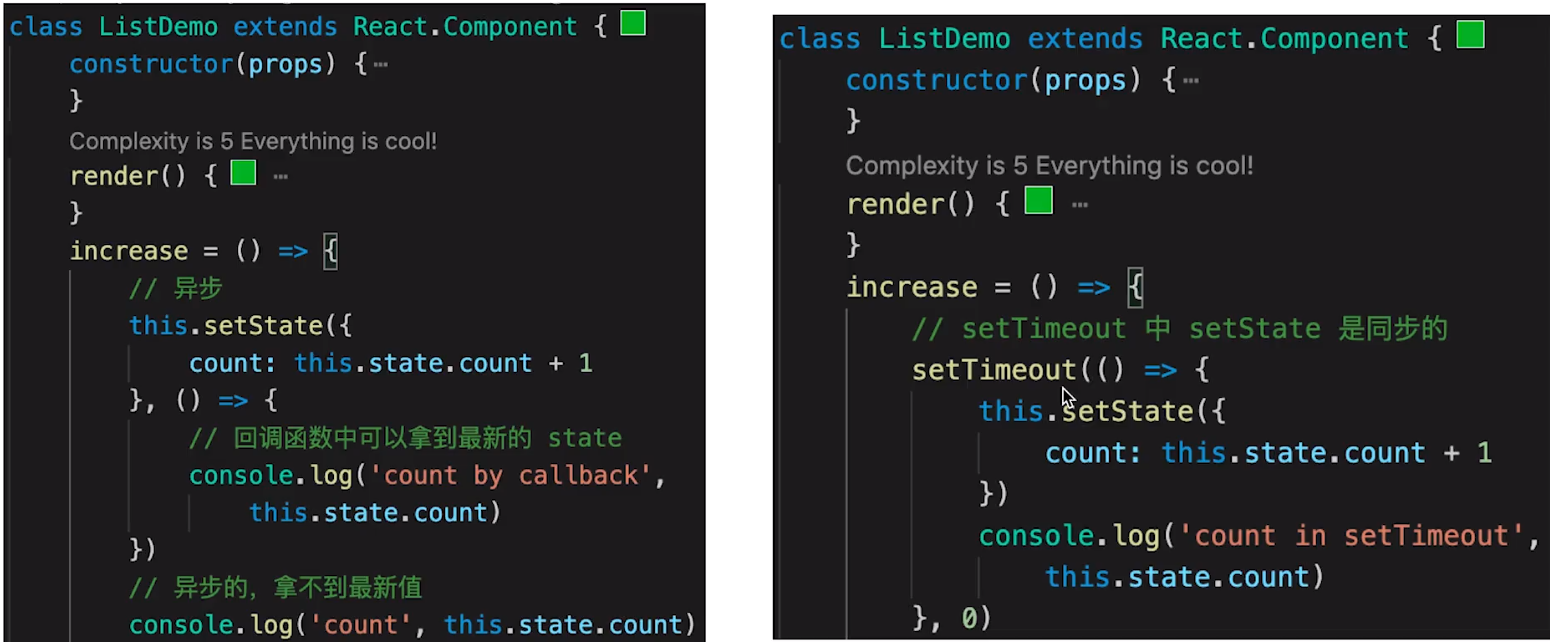 class ListDemo extends React.Component {
constructor(props) {…
}
Complexity is 5 Everything is cool!
render() { …
}
increase = () => {
// 异步
this.setState({
count: this.state.count + 1
}, () => {
// 回调函数中可以拿到最新的 state
console.log('count by callback',
this.state.count)
})
// 异步的，拿不到最新值
console.log('count', this.state.count)
class ListDemo extends React.Component {
constructor(props) {…
}
Complexity is 5 Everything is cool!
render() { …
}
increase = () => {
// setTimeout 中 setState 是同步的
setTimeout(() => {
this.setState({
count: this.state.count + 1
})
console.log('count in setTimeout',
this.state.count)
}, 0)